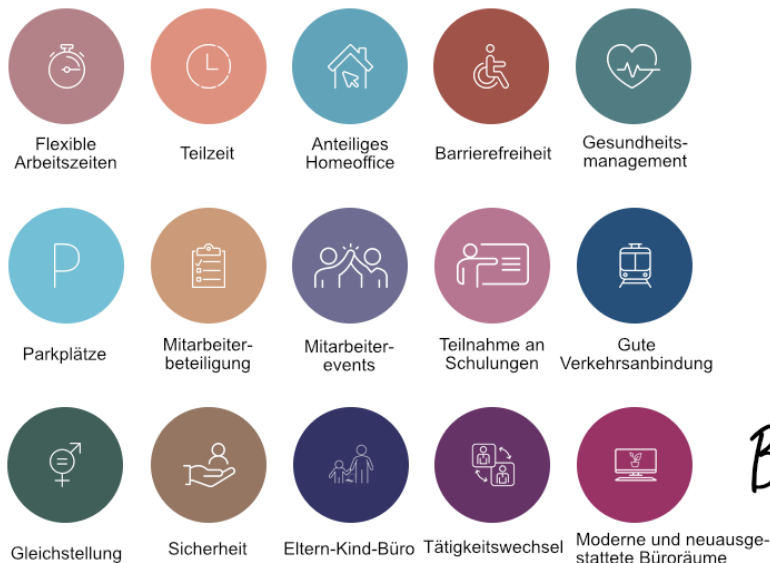 Flexible
Arbeitszeiten
Teilzeit
Anteiliges
Homeoffice
Barrierefreiheit
Gesundheits-
management
P
Parkplätze
Mitarbeiter-
beteiligung
Mitarbeiter-
events
Teilnahme an
Schulungen
Gute
Verkehrsanbindung
Gleichstellung
Sicherheit
Eltern-Kind-Büro
Tätigkeitswechsel
Moderne und neuausge-
stattete Büroräume